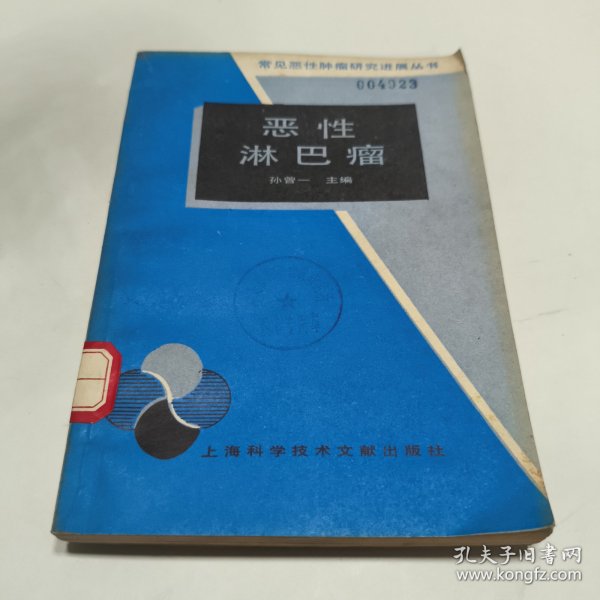 常见恶性肿瘤研究进展丛书
004923
恶性
淋巴瘤
孙曾一 主编
上海科学技术文献出版社
孔夫子旧书网
www.kongfz.com